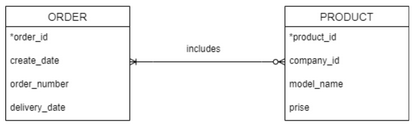 ORDER
*order_id
create_date
order_number
delivery_date
includes
PRODUCT
*product_id
company_id
model_name
prise